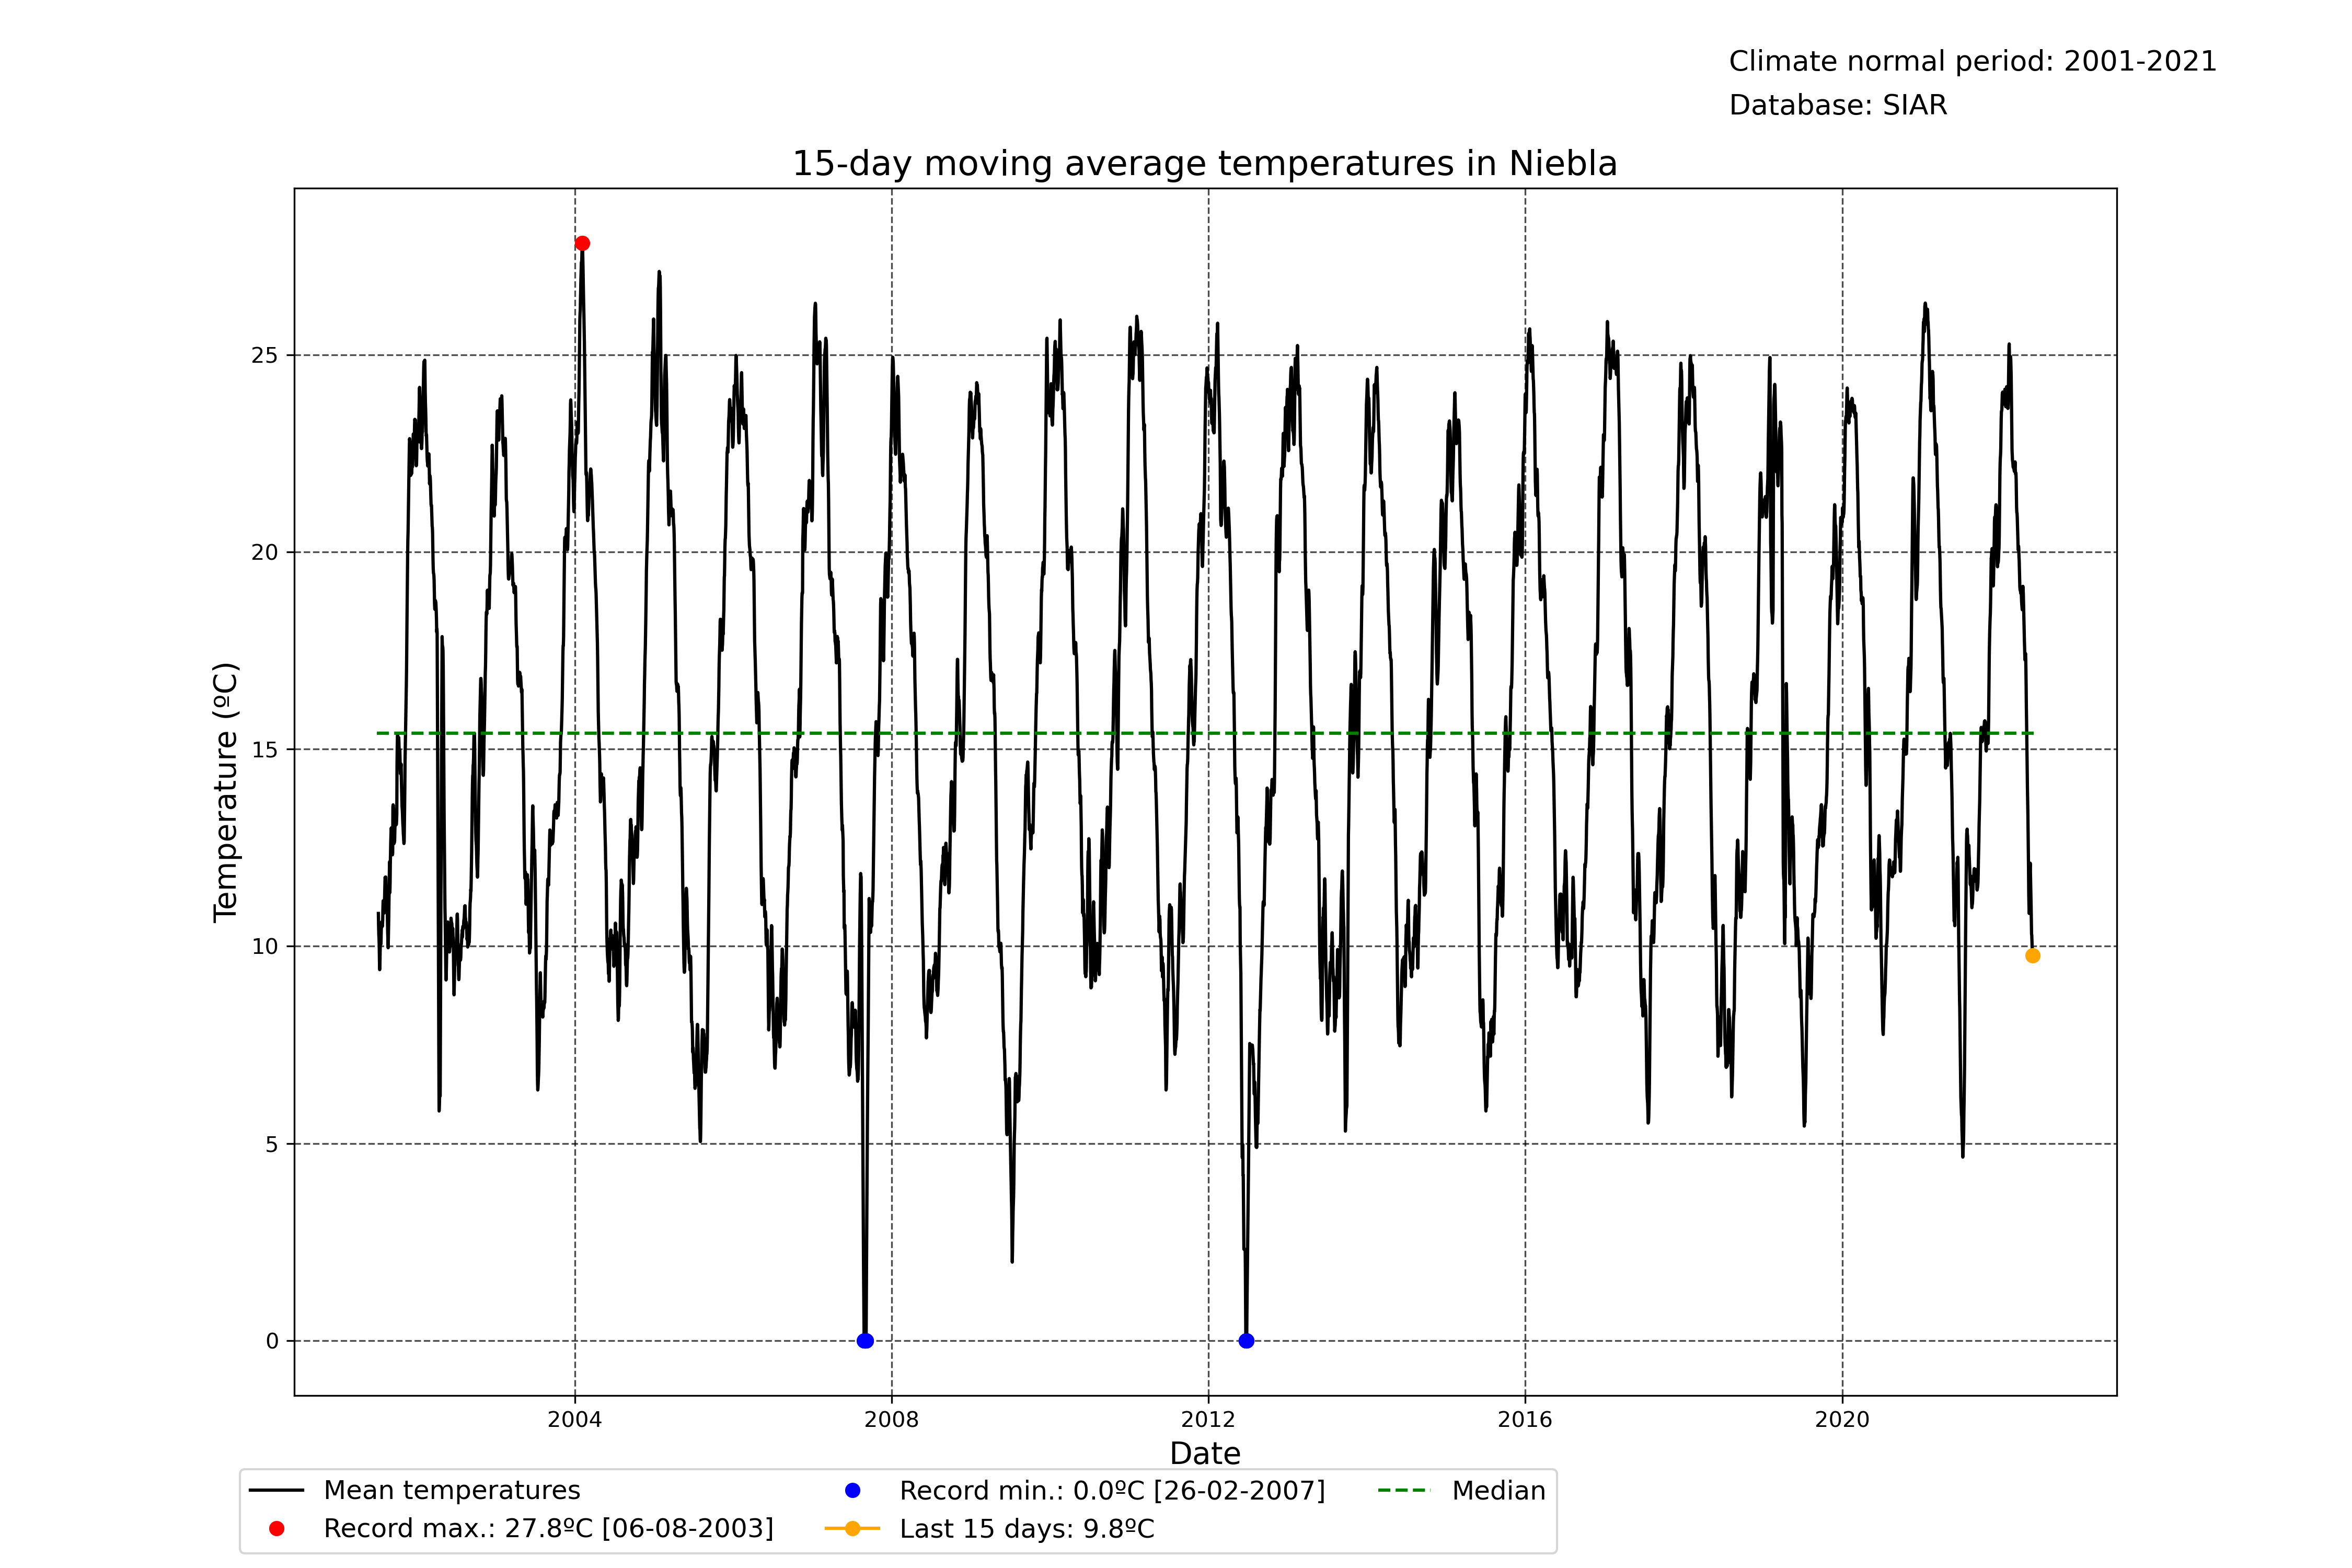 Climate normal period: 2001-2021
Database: SIAR
15-day moving average temperatures in Niebla
Temperature (ºC)
25
20
15
10
5
0
2004
2008
2012
2016
2020
Date
Mean temperatures
Record max.: 27.8ºC [06-08-2003]
Record min.: 0.0ºC [26-02-2007]
Last 15 days: 9.8ºC
Median